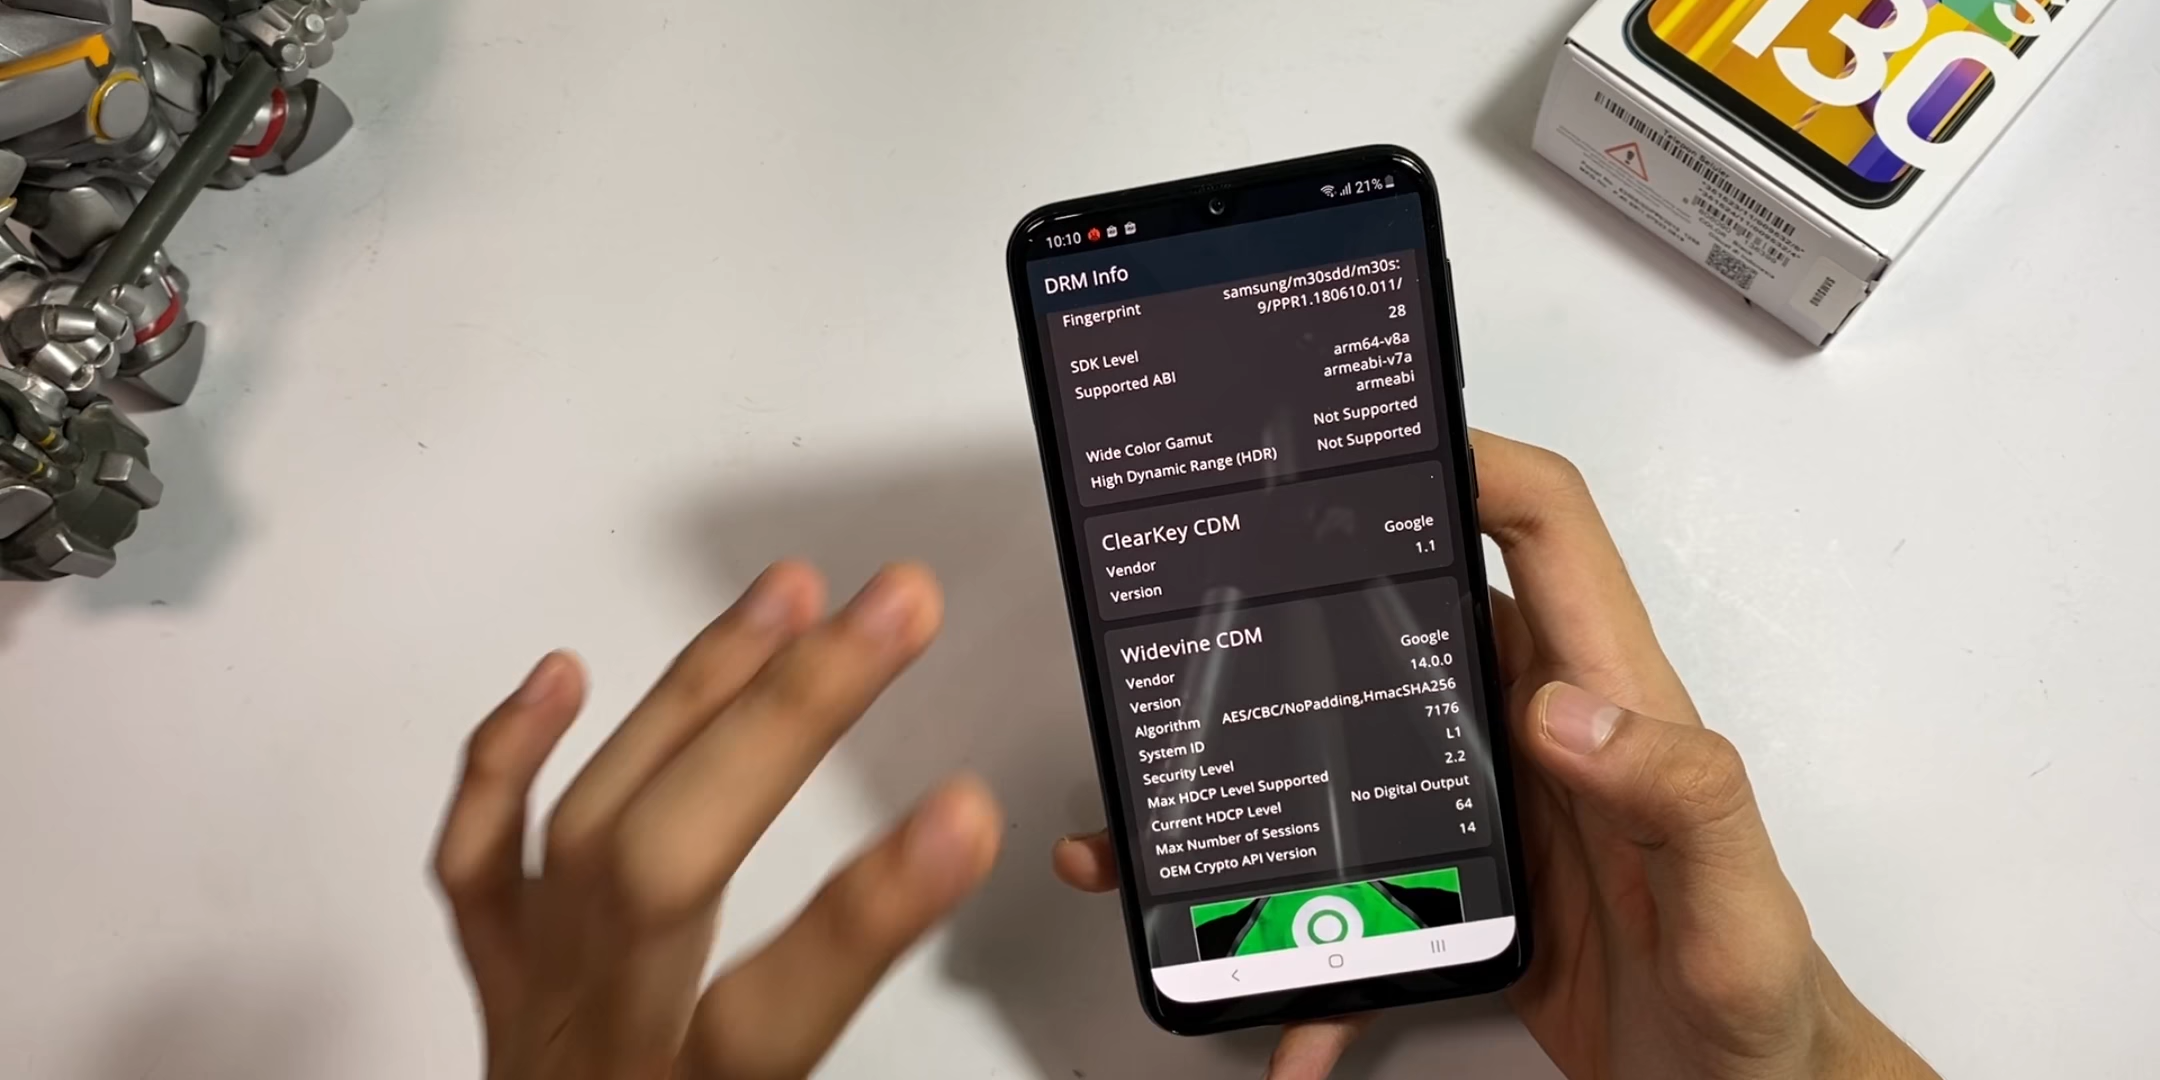 10:10
21%
DRM Info
Fingerprint
samsung/m30sdd/m30s:
9/PPR1.180610.011/
SDK Level
28
Supported ABI
arm64-v8a
armeabi-v7a
armeabi
Wide Color Gamut
Not Supported
High Dynamic Range (HDR)
Not Supported
ClearKey CDM
Vendor
Google
Version
1.1
Widevine CDM
Vendor
Google
Version
14.0.0
Algorithm
AES/CBC/NoPadding,HmacSHA256
System ID
7176
Security Level
L1
Max HDCP Level Supported
2.2
Current HDCP Level
No Digital Output
Max Number of Sessions
64
OEM Crypto API Version
14
30s
Telepon Seluler
SAMSUNG